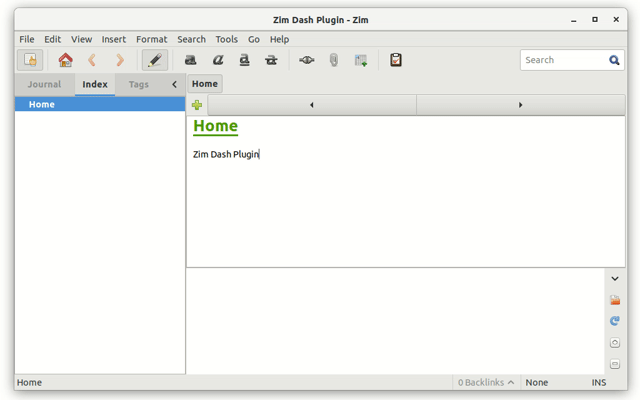 Zim Dash Plugin - Zim
File Edit View Insert Format Search Tools Go Help
Search
Journal Index Tags
Home
Home
Home
Zim Dash Plugin
Home
0 Backlinks
None
INS